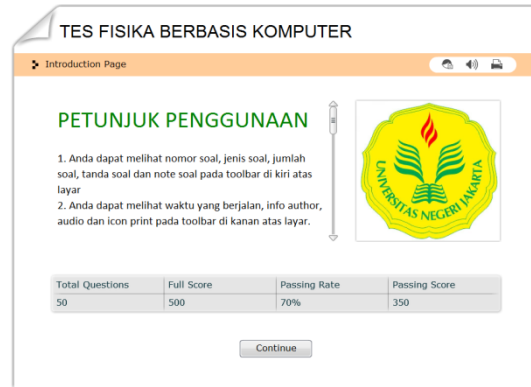 TES FISIKA BERBASIS KOMPUTER
Introduction Page
PETUNJUK PENGGUNAAN
1. Anda dapat melihat nomor soal, jenis soal, jumlah
soal, tanda soal dan note soal pada toolbar di kiri atas
layar
2. Anda dapat melihat waktu yang berjalan, info author,
audio dan icon print pada toolbar di kanan atas layar.
UNIVERSITAS NEGERI JAKARTA
Total Questions Full Score Passing Rate Passing Score
50 500 70% 350
Continue